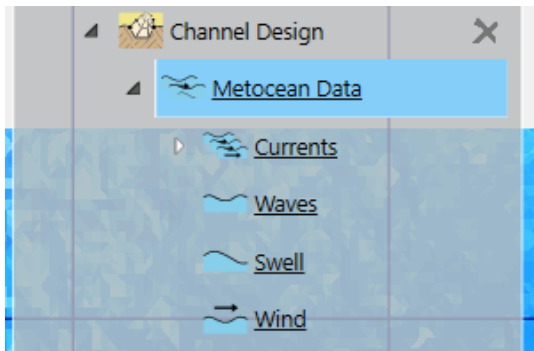 Channel Design
Metocean Data
Currents
Waves
Swell
Wind